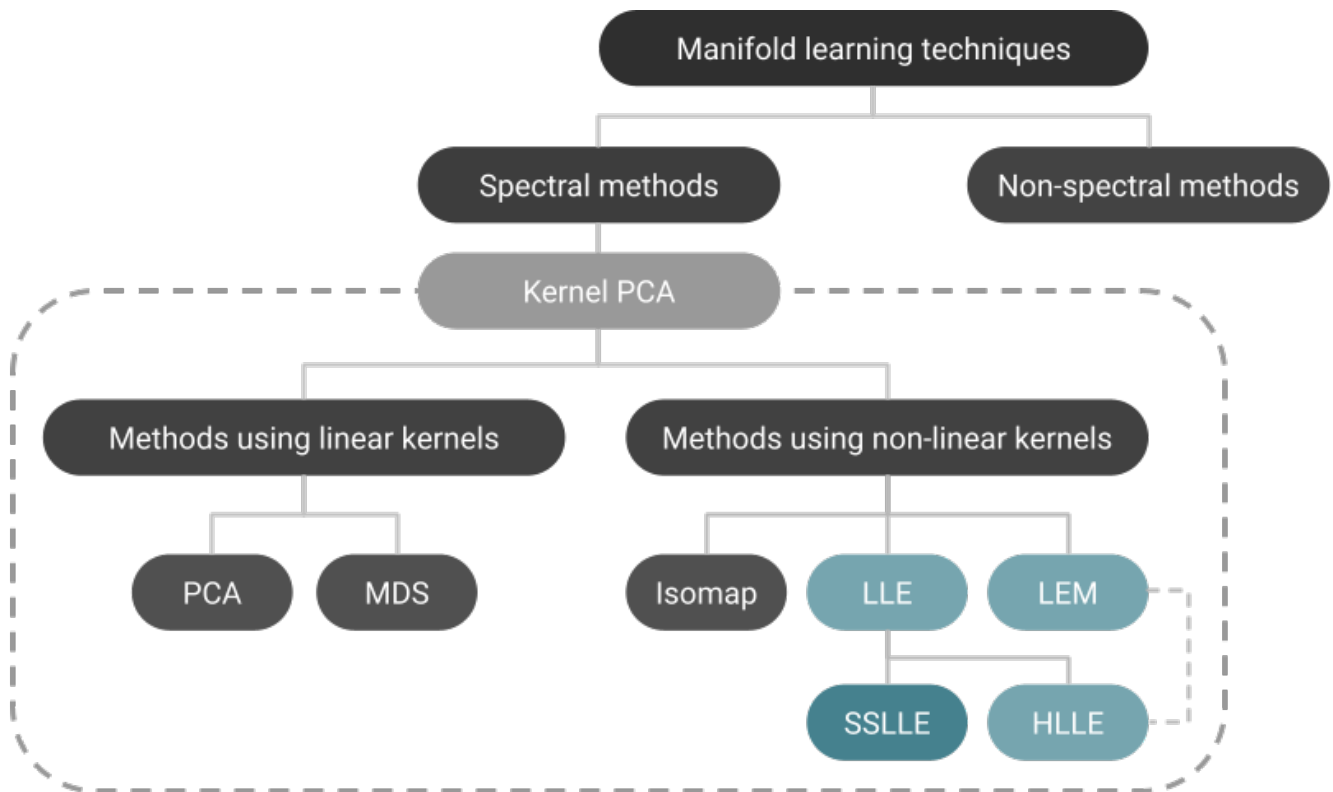 Manifold learning techniques
Spectral methods
Non-spectral methods
Kernel PCA
Methods using linear kernels
Methods using non-linear kernels
PCA
MDS
Isomap
LLE
LEM
SSLLE
HLLE